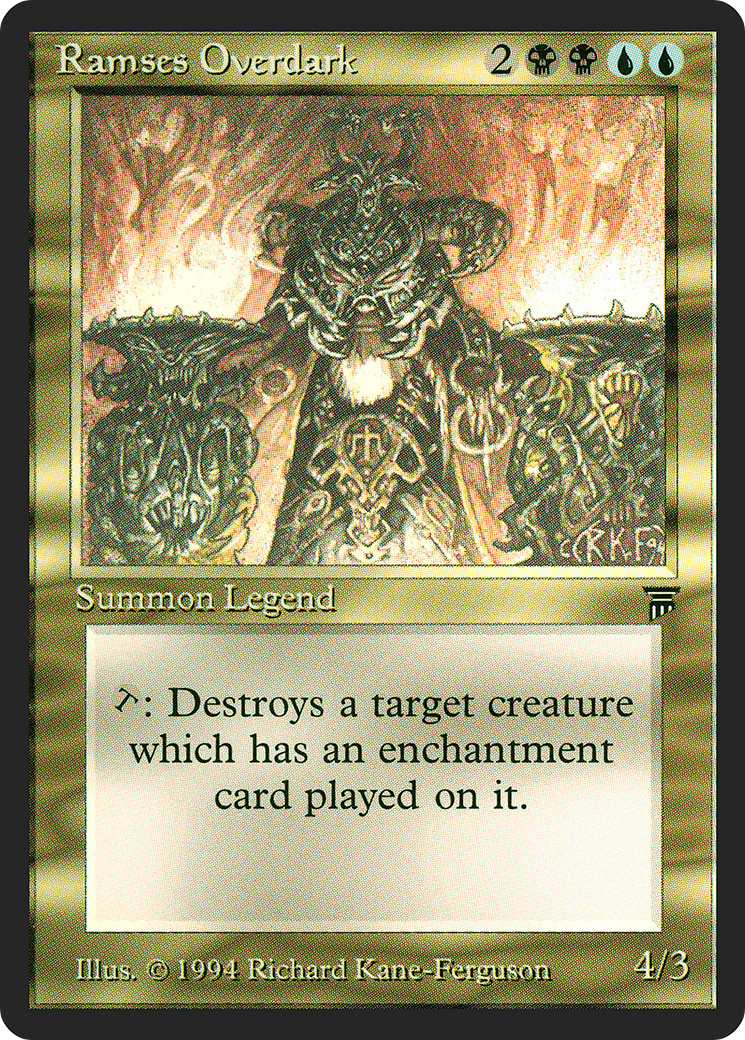 Ramses Overdark 2
Summon Legend
T: Destroys a target creature
which has an enchantment
card played on it.
Illus. © 1994 Richard Kane-Ferguson 4/3